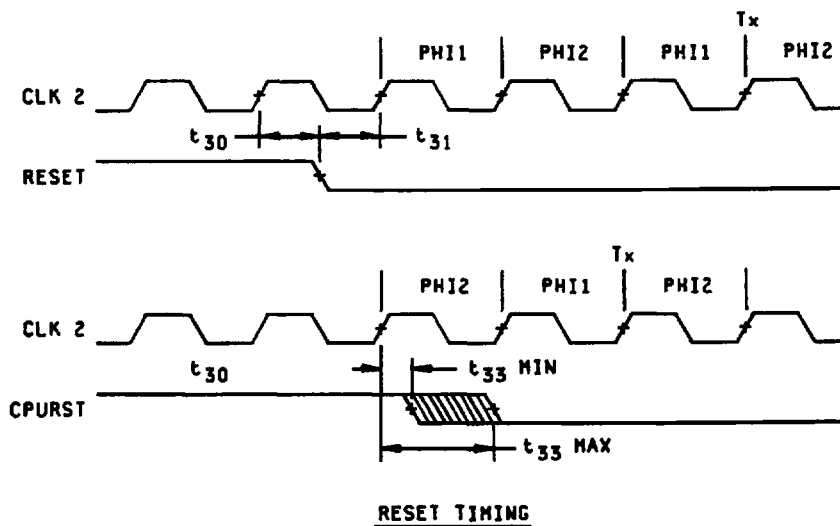 Tx
PHI1 PHI2 PHI1 PHI2
CLK 2
t30 t31
RESET
Tx
PHI2 PHI1 PHI2
CLK 2
t30 t33 MIN
CPURST
t33 MAX
RESET TIMING